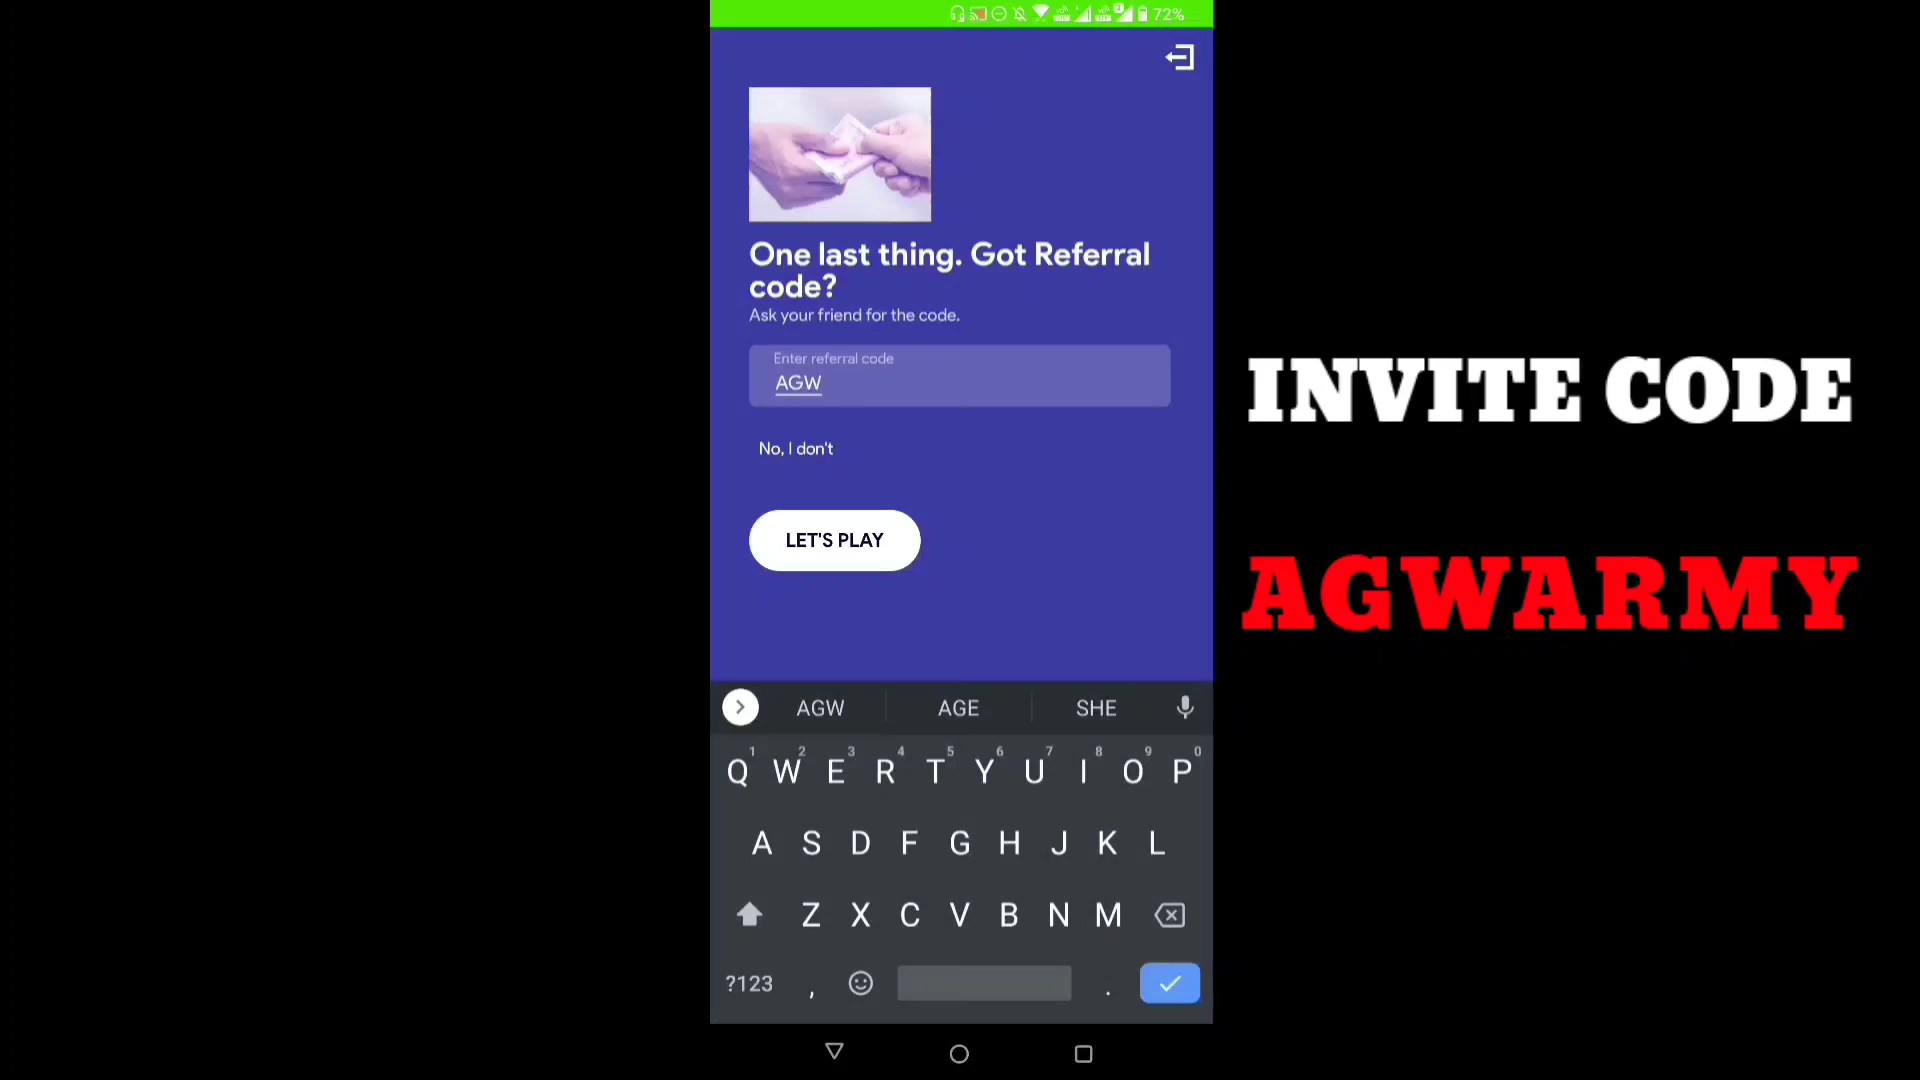 72%
One last thing. Got Referral
code?
Ask your friend for the code.
Enter referral code
AGW
No, I don't
LET'S PLAY
INVITE CODE
AGWARMY
AGW AGE SHE
1 2 3 4 5 6 7 8 9 0
Q W E R T Y U I O P
A S D F G H J K L
Z X C V B N M
?123 , .